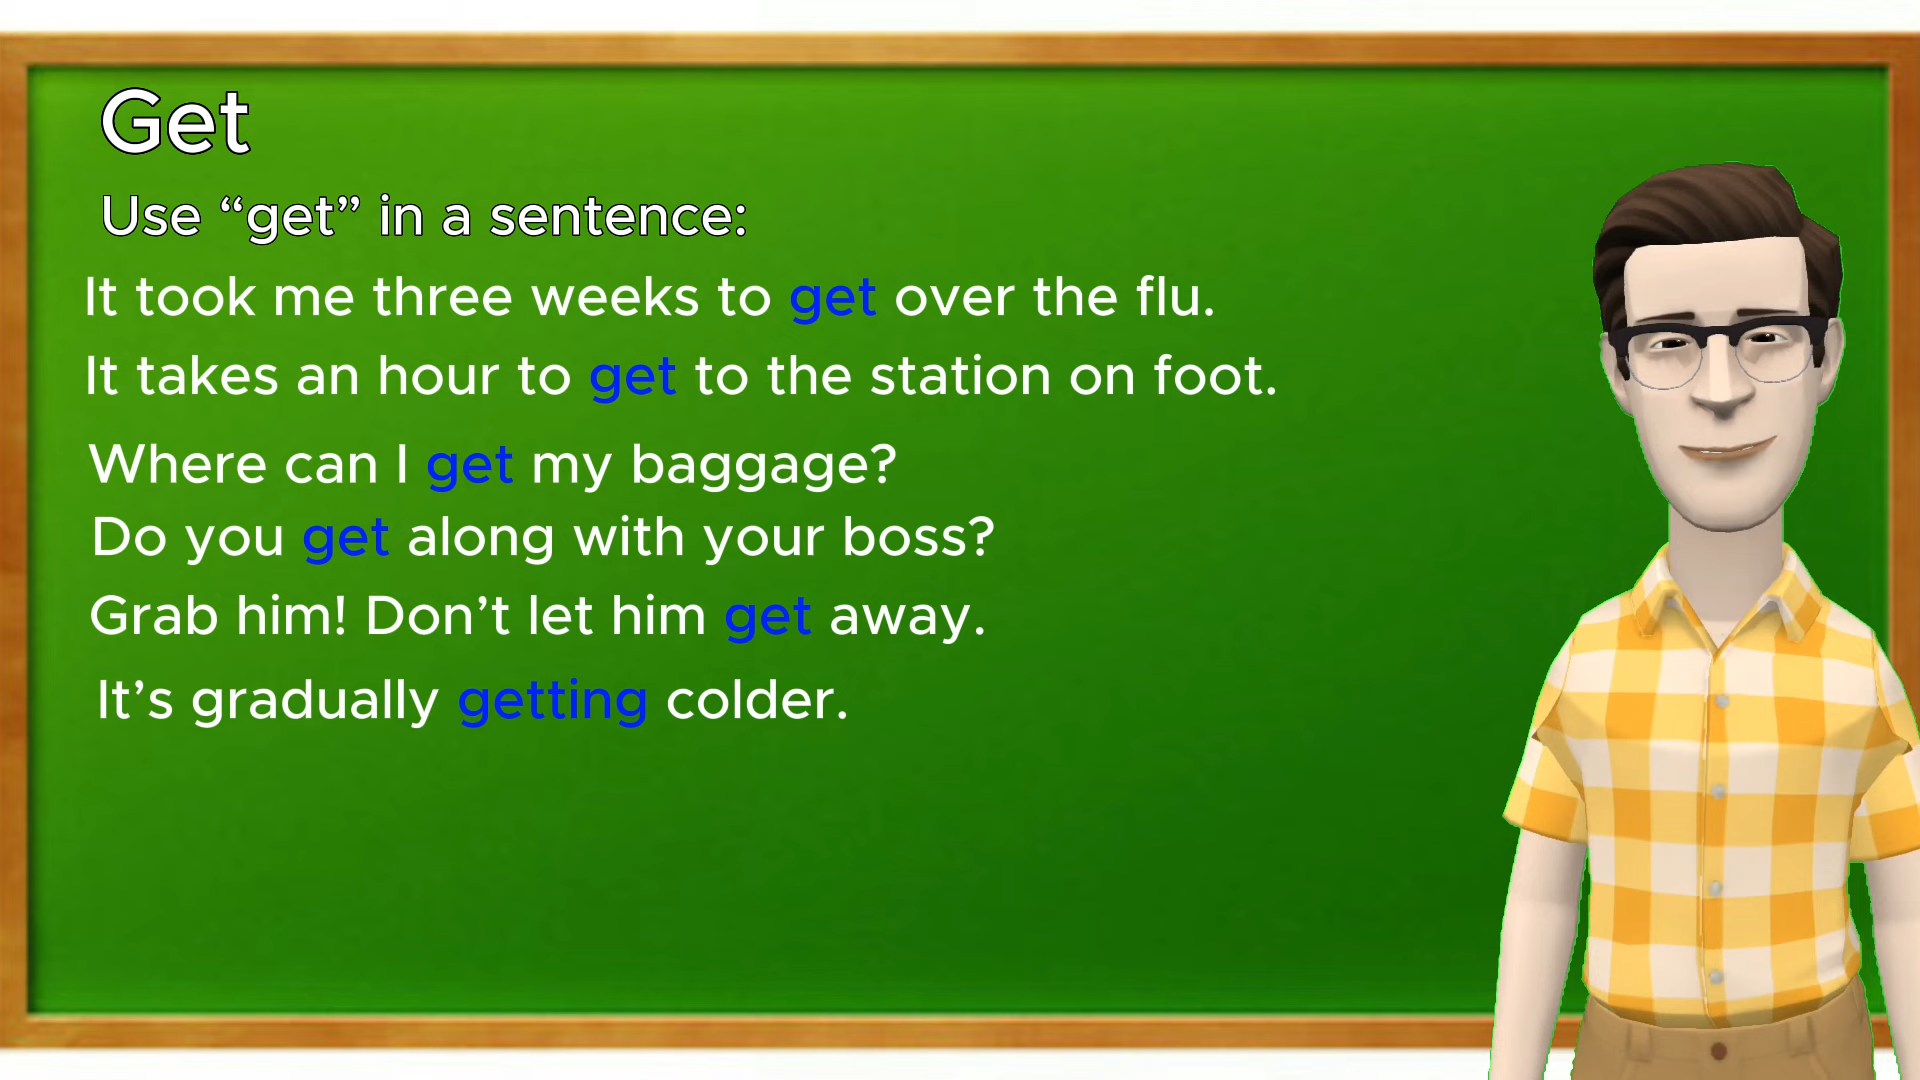 Get
Use “get” in a sentence:
It took me three weeks to get over the flu.
It takes an hour to get to the station on foot.
Where can I get my baggage?
Do you get along with your boss?
Grab him! Don’t let him get away.
It’s gradually getting colder.